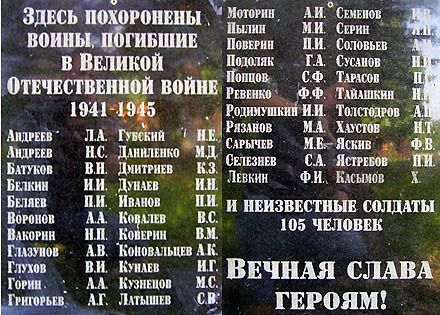 Здесь похоронены
воины, погибшие
в Великой
Отечественной войне
1941-1945
Андреев Л.А. Губский Н.Е.
Андреев Н.С. Даниленко М.Д.
Батуков В.Н. Дмитриев К.З.
Белкин И.И. Дунаев И.Н.
Беляев П.И. Иванов П.И.
Воронов А.А. Ковалев В.С.
Вакорин Н.П. Коверин В.М.
Глазунов А.В. Коновальцев А.К.
Глухов В.И. Кунаев И.Г.
Горин А.А. Кузнецов М.С.
Григорьев А.Г. Латышев С.В.
Моторин А.И. Семенов
Пылин М.И. Серин
Поверин П.И. Соловьев
Подоляк Г.А. Сусанов
Попцов С.Ф. Тарасов
Ревенко Ф.Ф. Тайашкин
Родимушкин И.И. Толстодров
Рязанов М.А. Хаустов Н.Т.
Сарычев М.Е. Яскив Ф.В.
Селезнев С.А. Ястребов П.И.
Левкин Ф.И. Касымов Х.
и неизвестные солдаты
105 человек
Вечная слава
героям!